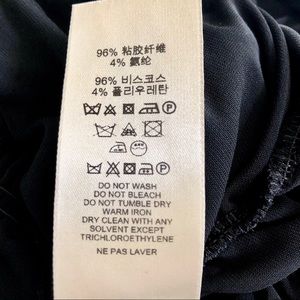 96% 粘胶纤维
4% 氨纶
96% 비스코스
4% 폴리우레탄
DO NOT WASH
DO NOT BLEACH
DO NOT TUMBLE DRY
WARM IRON
DRY CLEAN WITH ANY
SOLVENT EXCEPT
TRICHLOROETHYLENE
NE PAS LAVER